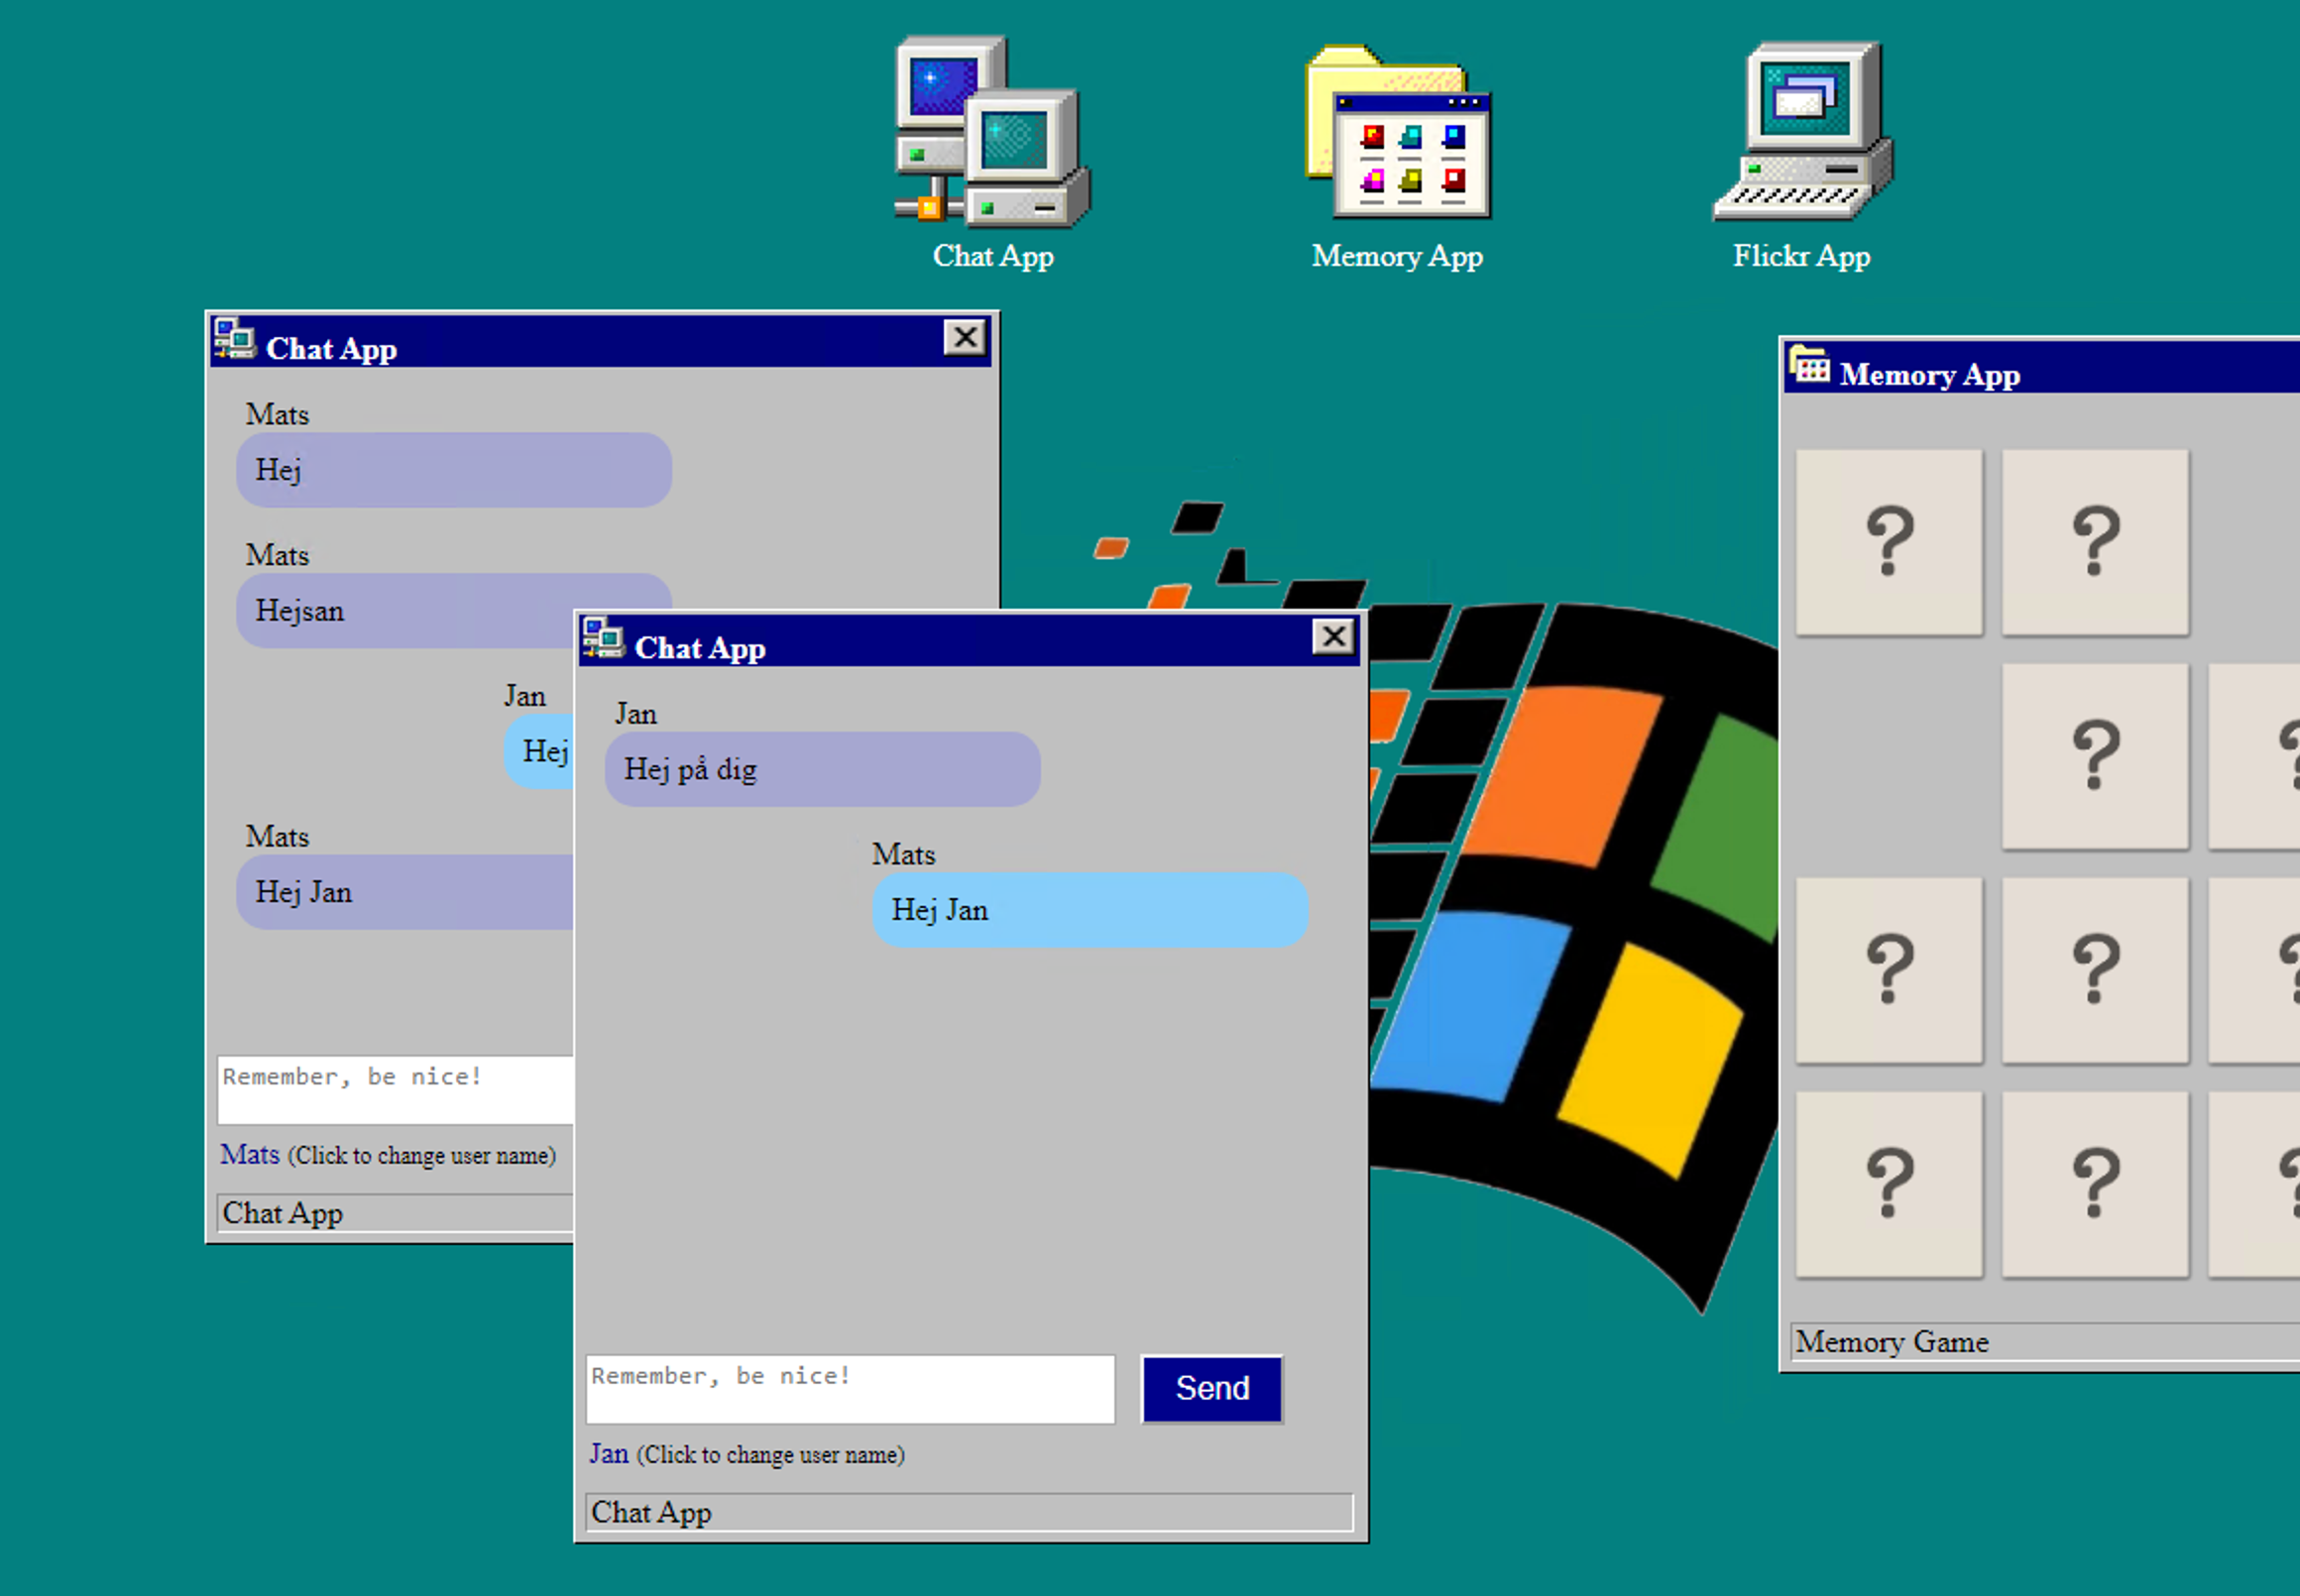 Chat App
Memory App
Flickr App
Chat App
Mats
Hej
Mats
Hejsan
Jan
Hej
Mats
Hej Jan
Remember, be nice!
Mats (Click to change user name)
Chat App
Chat App
Jan
Hej på dig
Mats
Hej Jan
Remember, be nice!
Send
Jan (Click to change user name)
Chat App
Memory App
? ?
? ?
? ? ?
? ? ?
Memory Game